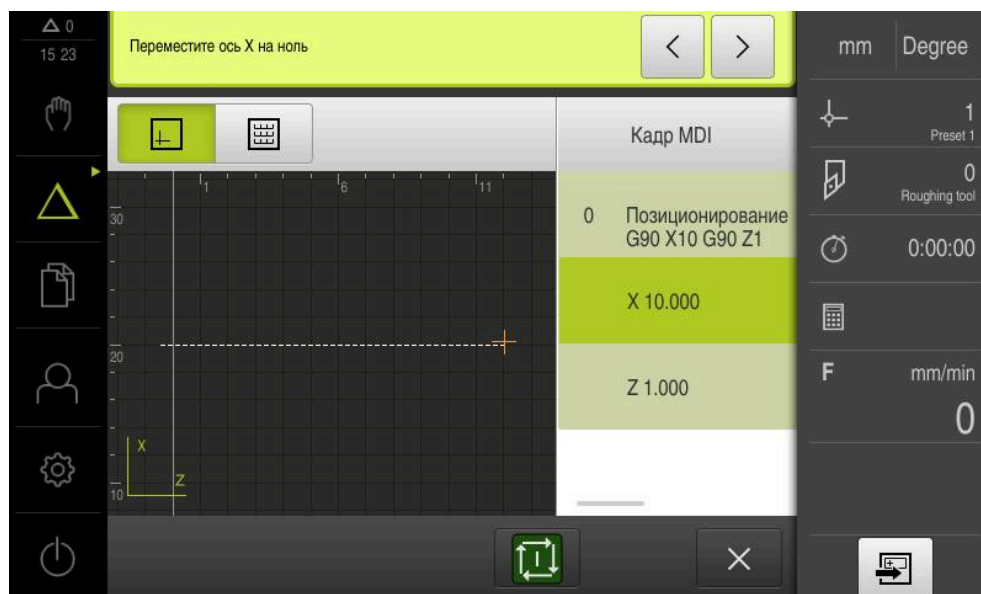 0
15 23
Переместите ось X на ноль
mm
Degree
1
Preset 1
0
Roughing tool
0:00:00
F
mm/min
0
Кадр MDI
0
Позиционирование
G90 X10 G90 Z1
X 10.000
Z 1.000
1
6
11
30
20
10
X
Z